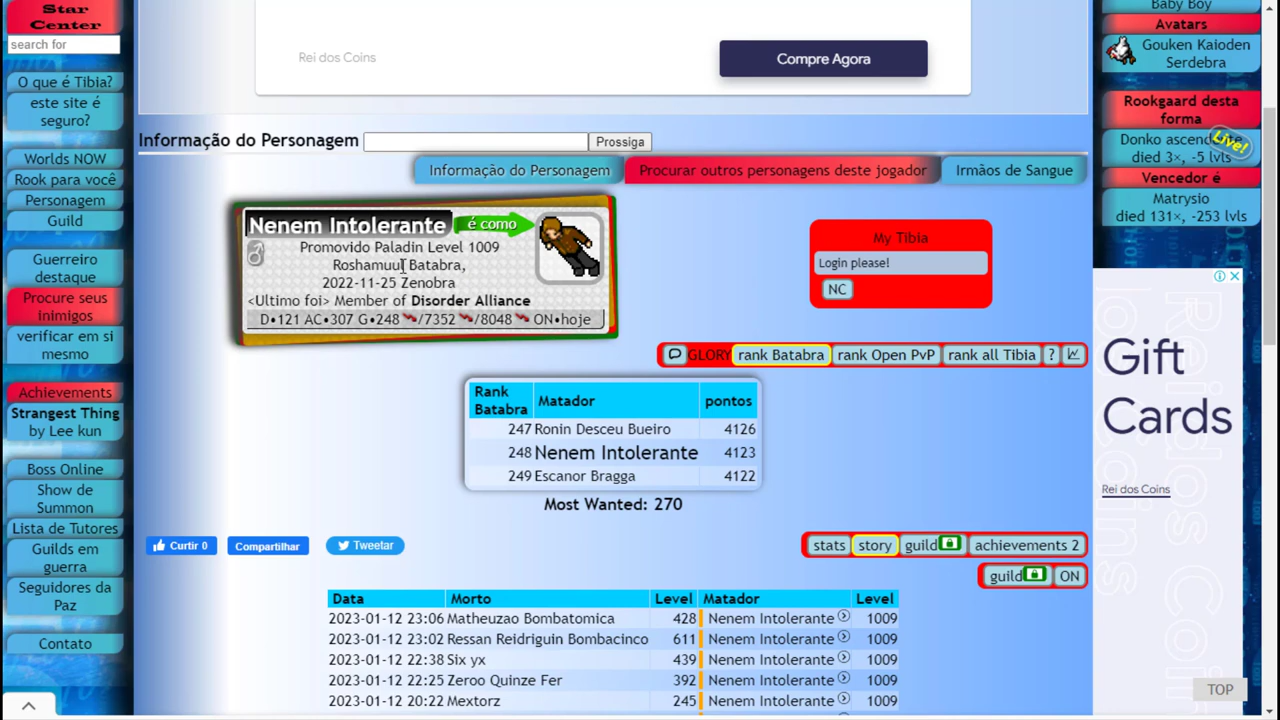 Star
Center
search for
O que é Tibia?
este site é
seguro?
Worlds NOW
Rook para você
Personagem
Guild
Guerreiro
destaque
Procure seus
inimigos
verificar em si
mesmo
Achievements
Strangest Thing
by Lee kun
Boss Online
Show de
Summon
Lista de Tutores
Guilds em
guerra
Seguidores da
Paz
Contato
Rei dos Coins
Compre Agora
Informação do Personagem
Prossiga
Informação do Personagem
Procurar outros personagens deste jogador
Irmãos de Sangue
Nenem Intolerante é como
Promovido Paladin Level 1009
Roshamuul Batabra,
2022-11-25 Zenobra
<Ultimo foi> Member of Disorder Alliance
D•121 AC•307 G•248 /7352 /8048 ON•hoje
My Tibia
Login please!
NC
GLORY rank Batabra rank Open PvP rank all Tibia ?
Rank
Batabra Matador pontos
247 Ronin Desceu Bueiro 4126
248 Nenem Intolerante 4123
249 Escanor Bragga 4122
Most Wanted: 270
Curtir 0 Compartilhar Tweetar
stats story guild achievements 2
guild ON
Data Morto Level Matador Level
2023-01-12 23:06 Matheuzao Bombatomica 428 Nenem Intolerante 1009
2023-01-12 23:02 Ressan Reidriguin Bombacinco 611 Nenem Intolerante 1009
2023-01-12 22:38 Six yx 439 Nenem Intolerante 1009
2023-01-12 22:25 Zeroo Quinze Fer 392 Nenem Intolerante 1009
2023-01-12 20:22 Mextorz 245 Nenem Intolerante 1009
Baby Boy
Avatars
Gouken Kaioden
Serdebra
Rookgaard desta
forma
Live!
Donko ascendente
died 3×, -5 lvls
Vencedor é
Matrysio
died 131×, -253 lvls
Gift
Cards
Rei dos Coins
TOP